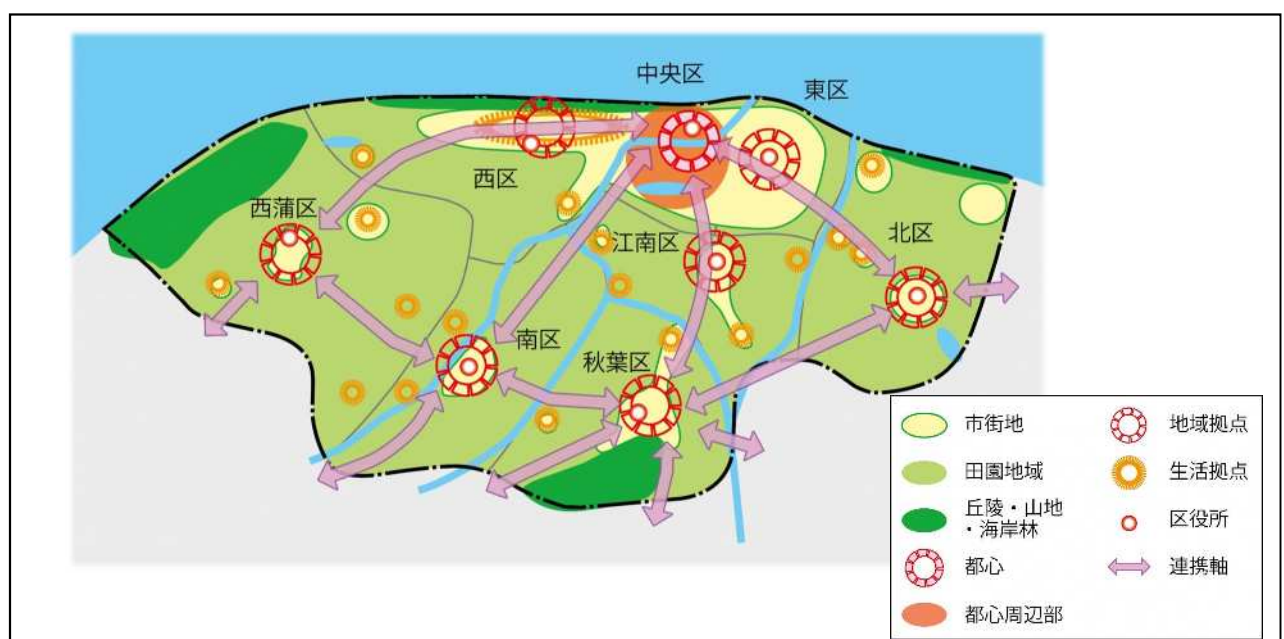 中央区
東区
西区
西蒲区
江南区
北区
南区
秋葉区
市街地
田園地域
丘陵・山地
・海岸林
都心
都心周辺部
地域拠点
生活拠点
区役所
連携軸